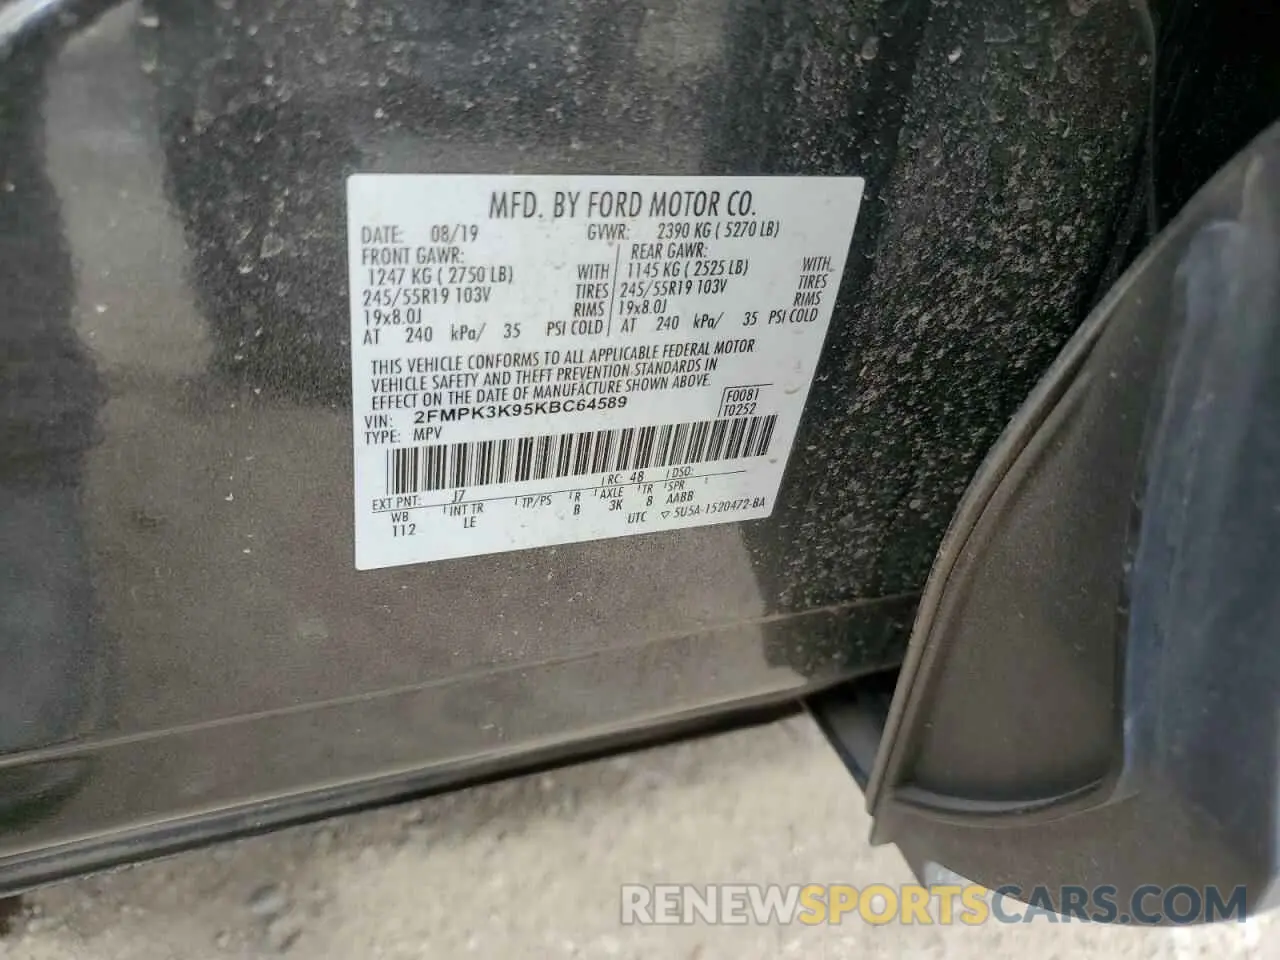 MFD. BY FORD MOTOR CO.
DATE: 08/19 GVWR: 2390 KG ( 5270 LB)
FRONT GAWR: REAR GAWR:
1247 KG ( 2750 LB) WITH 1145 KG ( 2525 LB) WITH
245/55R19 103V TIRES 245/55R19 103V TIRES
19x8.0J RIMS 19x8.0J RIMS
AT 240 kPa/ 35 PSI COLD AT 240 kPa/ 35 PSI COLD
THIS VEHICLE CONFORMS TO ALL APPLICABLE FEDERAL MOTOR
VEHICLE SAFETY AND THEFT PREVENTION STANDARDS IN
EFFECT ON THE DATE OF MANUFACTURE SHOWN ABOVE.
VIN: 2FMPK3K95KBC64589 F0081
TYPE: MPV T0252
EXT PNT: J7 RC: 48 DSO:
WB INT TR TP/PS R AXLE TR SPR
112 LE B 3K 8 AABB
UTC ▽ 5U5A-1520472-BA
RENEWSPORTSCARS.COM